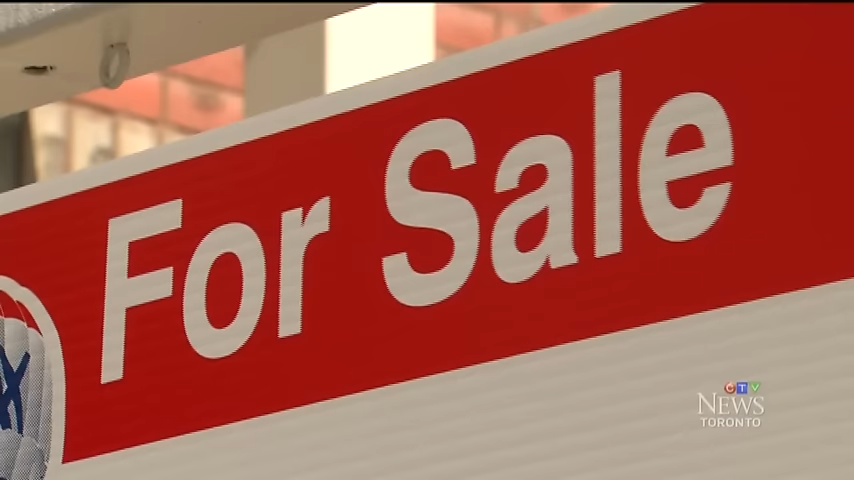 For Sale
X
CTV
NEWS
TORONTO